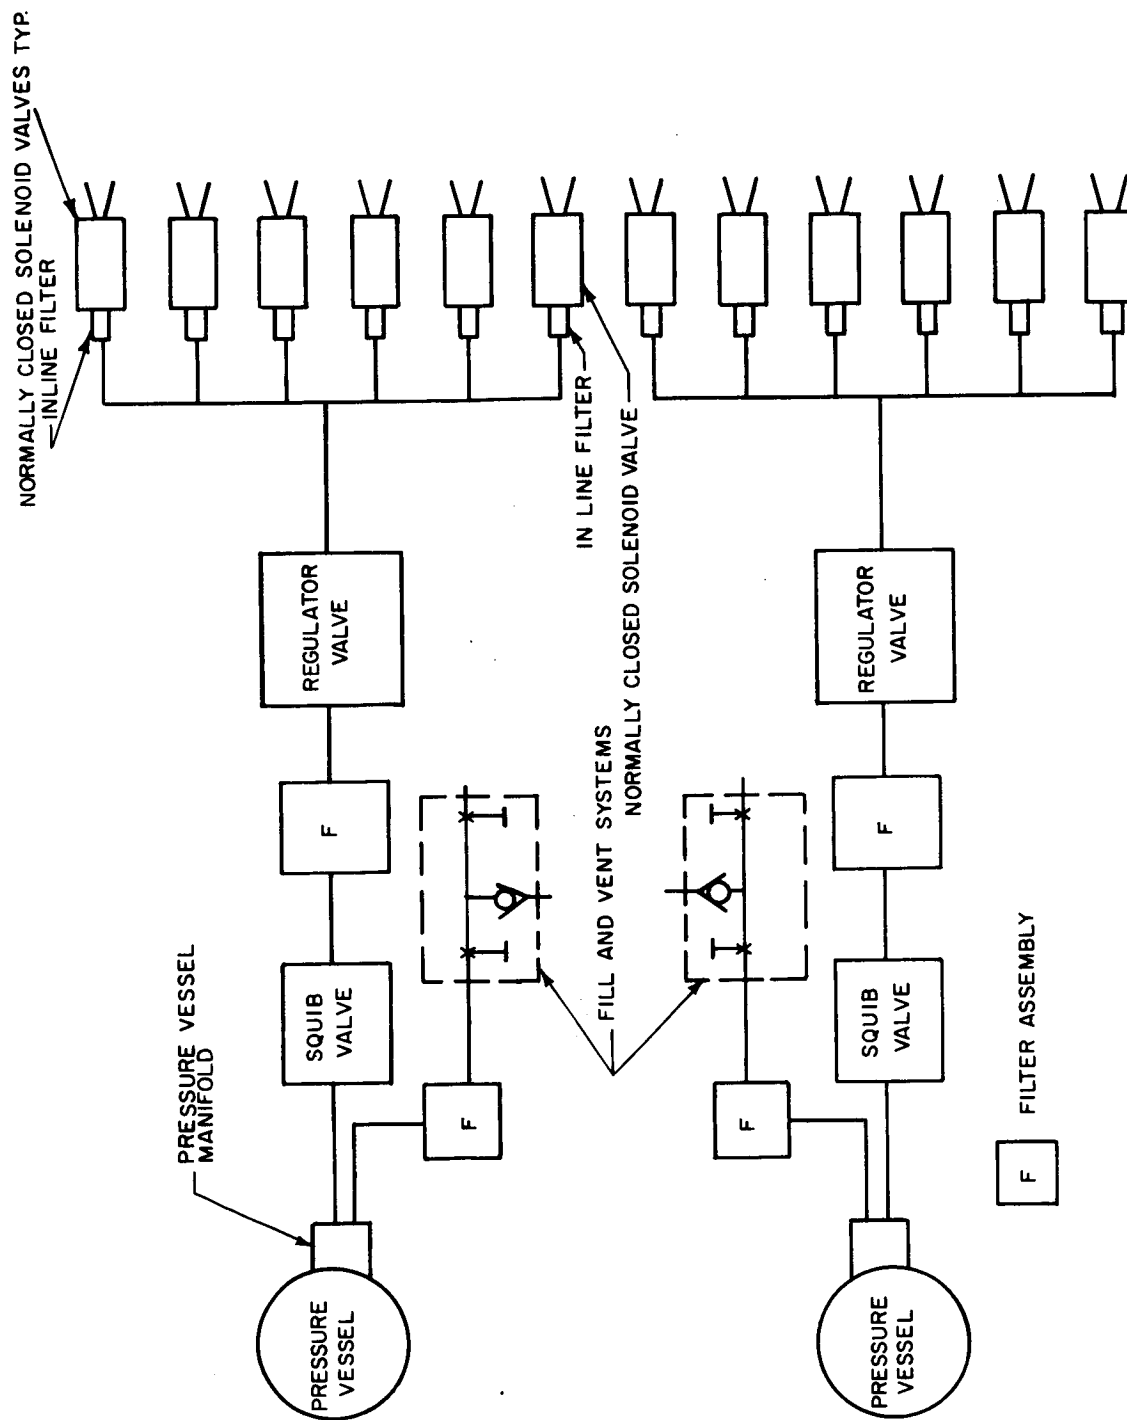 NORMALLY CLOSED SOLENOID VALVES TYP.
INLINE FILTER
PRESSURE VESSEL
MANIFOLD
PRESSURE
VESSEL
SQUIB
VALVE
F
REGULATOR
VALVE
F
IN LINE FILTER
FILL AND VENT SYSTEMS
NORMALLY CLOSED SOLENOID VALVE
F
PRESSURE
VESSEL
SQUIB
VALVE
F
REGULATOR
VALVE
F
FILTER ASSEMBLY